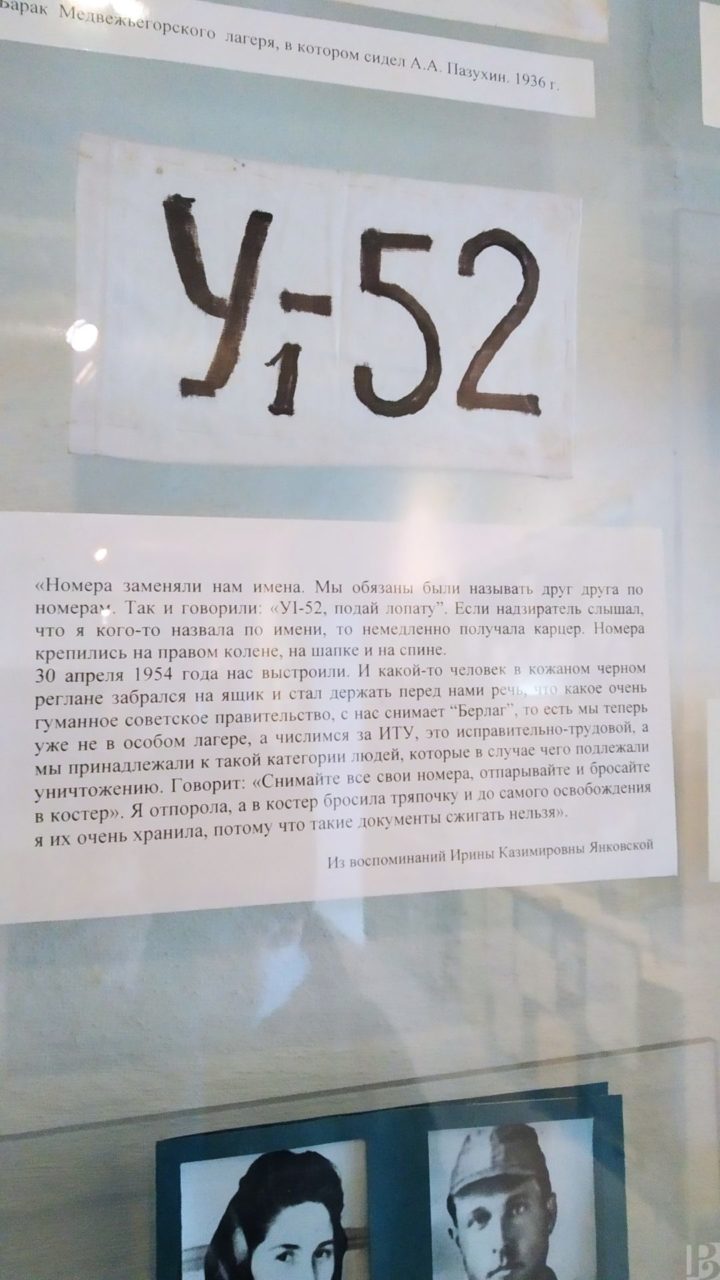 Барак Медвежьегорского лагеря, в котором сидел А.А. Пазухин. 1936 г.
У1-52
«Номера заменяли нам имена. Мы обязаны были называть друг друга по
номерам. Так и говорили: «УI-52, подай лопату”. Если надзиратель слышал,
что я кого-то назвала по имени, то немедленно получала карцер. Номера
крепились на правом колене, на шапке и на спине.
30 апреля 1954 года нас выстроили. И какой-то человек в кожаном черном
реглане забрался на ящик и стал держать перед нами речь, что какое очень
гуманное советское правительство, с нас снимает “Берлаг”, то есть мы теперь
уже не в особом лагере, а числимся за ИТУ, это исправительно-трудовой, а
мы принадлежали к такой категории людей, которые в случае чего подлежали
уничтожению. Говорит: «Снимайте все свои номера, отпарывайте и бросайте
в костер». Я отпорола, а в костер бросила тряпочку и до самого освобождения
я их очень хранила, потому что такие документы сжигать нельзя».
Из воспоминаний Ирины Казимировны Янковской